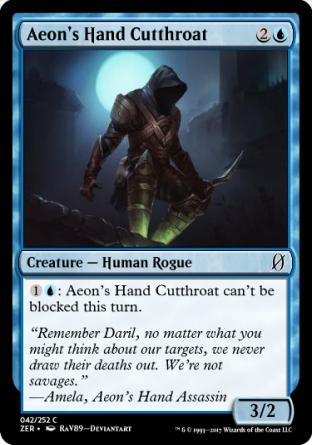 Aeon's Hand Cutthroat 2
Creature — Human Rogue
1: Aeon's Hand Cutthroat can't be
blocked this turn.
"Remember Daril, no matter what you
might think about our targets, we never
draw their deaths out. We're not
savages."
—Amela, Aeon's Hand Assassin
042/252 C
ZER • RaV89–Deviantart
™ & © 1993–2017 Wizards of the Coast LLC
3/2